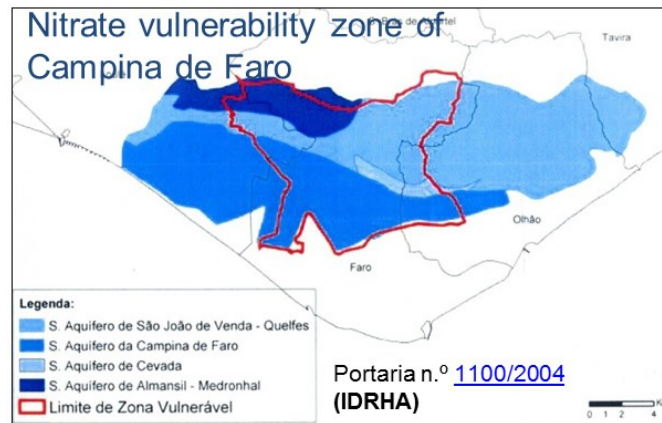 Nitrate vulnerability zone of
Campina de Faro
Tavira
Olhão
Faro
Legenda:
S. Aquífero de São João de Venda - Quelfes
S. Aquífero da Campina de Faro
S. Aquífero de Cevada
S. Aquífero de Almansil - Medronhal
Limite de Zona Vulnerável
Portaria n.º 1100/2004
(IDRHA)
0 1 2 4